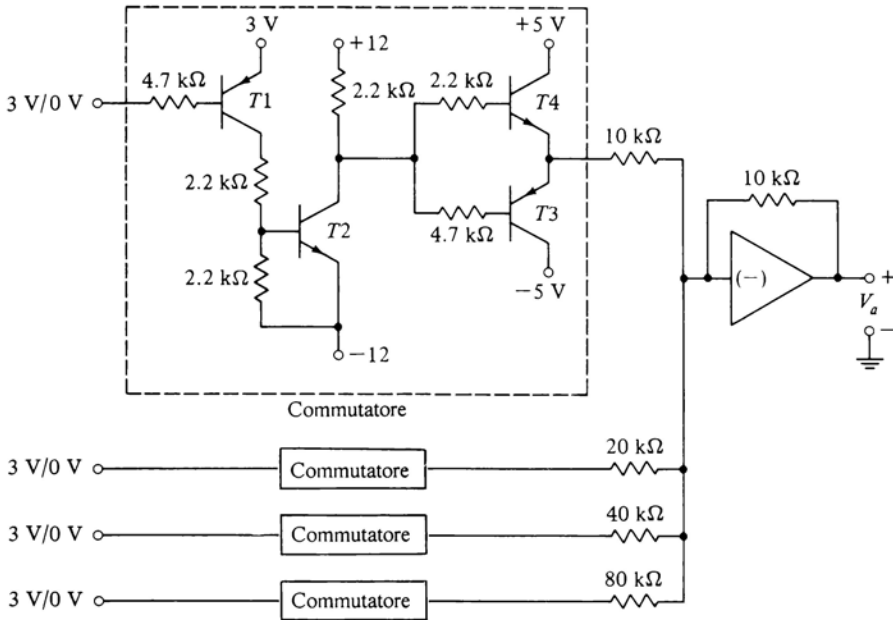 3 V
+12
+5 V
4.7 kΩ
2.2 kΩ
2.2 kΩ
T4
3 V/0 V
T1
10 kΩ
2.2 kΩ
10 kΩ
T2
4.7 kΩ
T3
2.2 kΩ
−5 V
(−)
+
Va
−
−12
Commutatore
3 V/0 V
Commutatore
20 kΩ
3 V/0 V
Commutatore
40 kΩ
3 V/0 V
Commutatore
80 kΩ